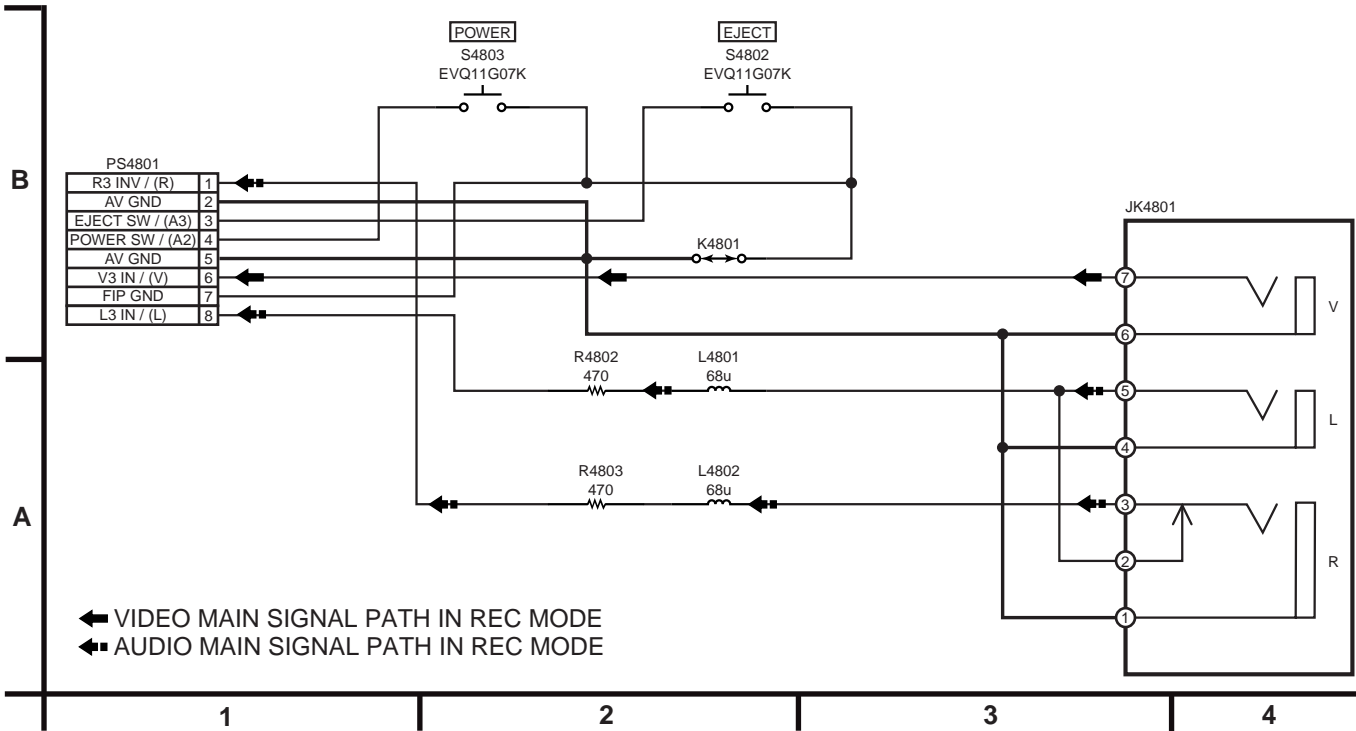 POWER
S4803
EVQ11G07K
EJECT
S4802
EVQ11G07K
B
PS4801
R3 INV / (R) 1
AV GND 2
EJECT SW / (A3) 3
POWER SW / (A2) 4
AV GND 5
V3 IN / (V) 6
FIP GND 7
L3 IN / (L) 8
K4801
JK4801
7
V
6
R4802
470
L4801
68u
5
L
4
R4803
470
L4802
68u
3
A
2
R
1
VIDEO MAIN SIGNAL PATH IN REC MODE
AUDIO MAIN SIGNAL PATH IN REC MODE
1 2 3 4